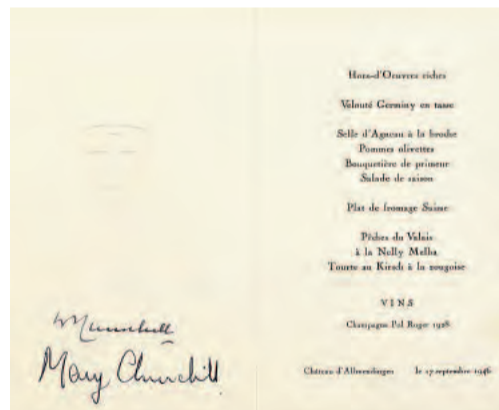 Hors-d'Oeuvres riches
Velouté Germiny en tasse
Selle d'Agneau à la broche
Pommes olivettes
Bouquetière de primeur
Salade de saison
Plat de fromage Suisse
Pêches du Valais
à la Nelly Melba
Tourte au Kirsch à la zougoise
VINS
Champagne Pol Roger 1928
Château d'Allmendingen le 17 septembre 1946
Mary Churchill